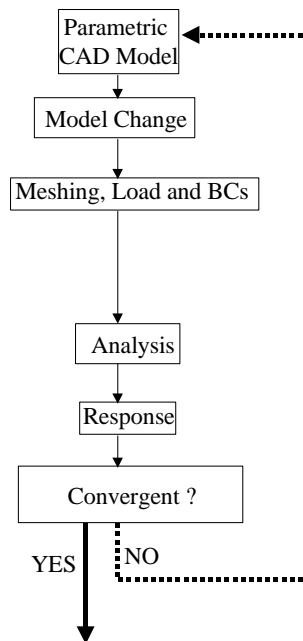 Parametric
CAD Model
Model Change
Meshing, Load and BCs
Analysis
Response
Convergent ?
YES
NO